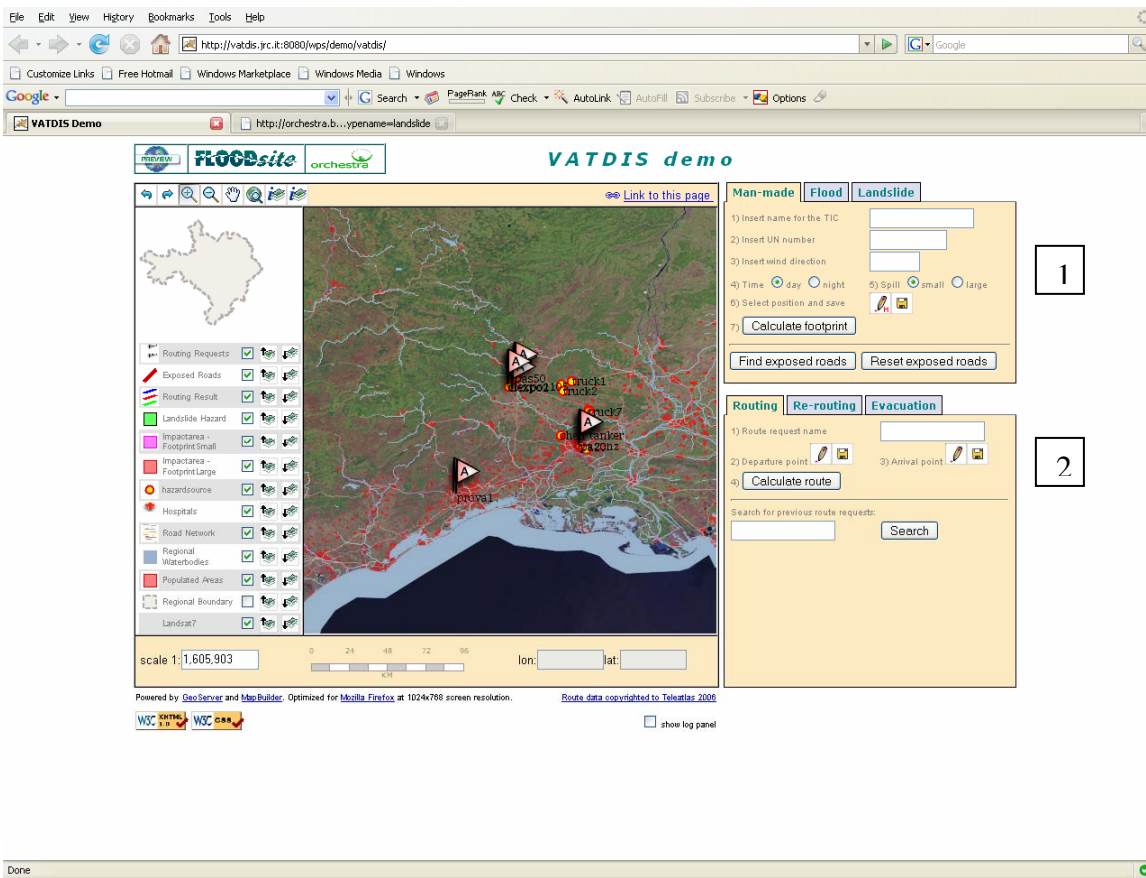 File Edit View History Bookmarks Tools Help
http://vatdis.jrc.it:8080/wps/demo/vatdis/
G Google
Customize Links Free Hotmail Windows Marketplace Windows Media Windows
Google G Search PageRank ABC Check AutoLink AutoFill Subscribe Options
VATDIS Demo http://orchestra.b...ypename=landslide
PREVIEW FLOODsite orchestra
VATDIS demo
Link to this page
Routing Requests
Exposed Roads
Routing Result
Landslide Hazard
Impactarea -
FootprintSmall
Impactarea -
FootprintLarge
hazardsource
Hospitals
Road Network
Regional
Waterbodies
Populated Areas
Regional Boundary
Landsat7
A
A
truck1
truck2
truck7
A
A
prova1
scale 1: 1,605,903
0 24 48 72 96
KM
lon: lat:
Man-made Flood Landslide
1) Insert name for the TIC
2) Insert UN number
3) Insert wind direction
4) Time day night 5) Spill small large
6) Select position and save
H
7) Calculate footprint
Find exposed roads Reset exposed roads
1
Routing Re-routing Evacuation
1) Route request name
2) Departure point 3) Arrival point
4) Calculate route
Search for previous route requests:
Search
2
Powered by GeoServer and MapBuilder. Optimized for Mozilla Firefox at 1024x768 screen resolution. Route data copyrighted to Teleatlas 2006
W3C XHTML 1.0 W3C CSS
show log panel
Done